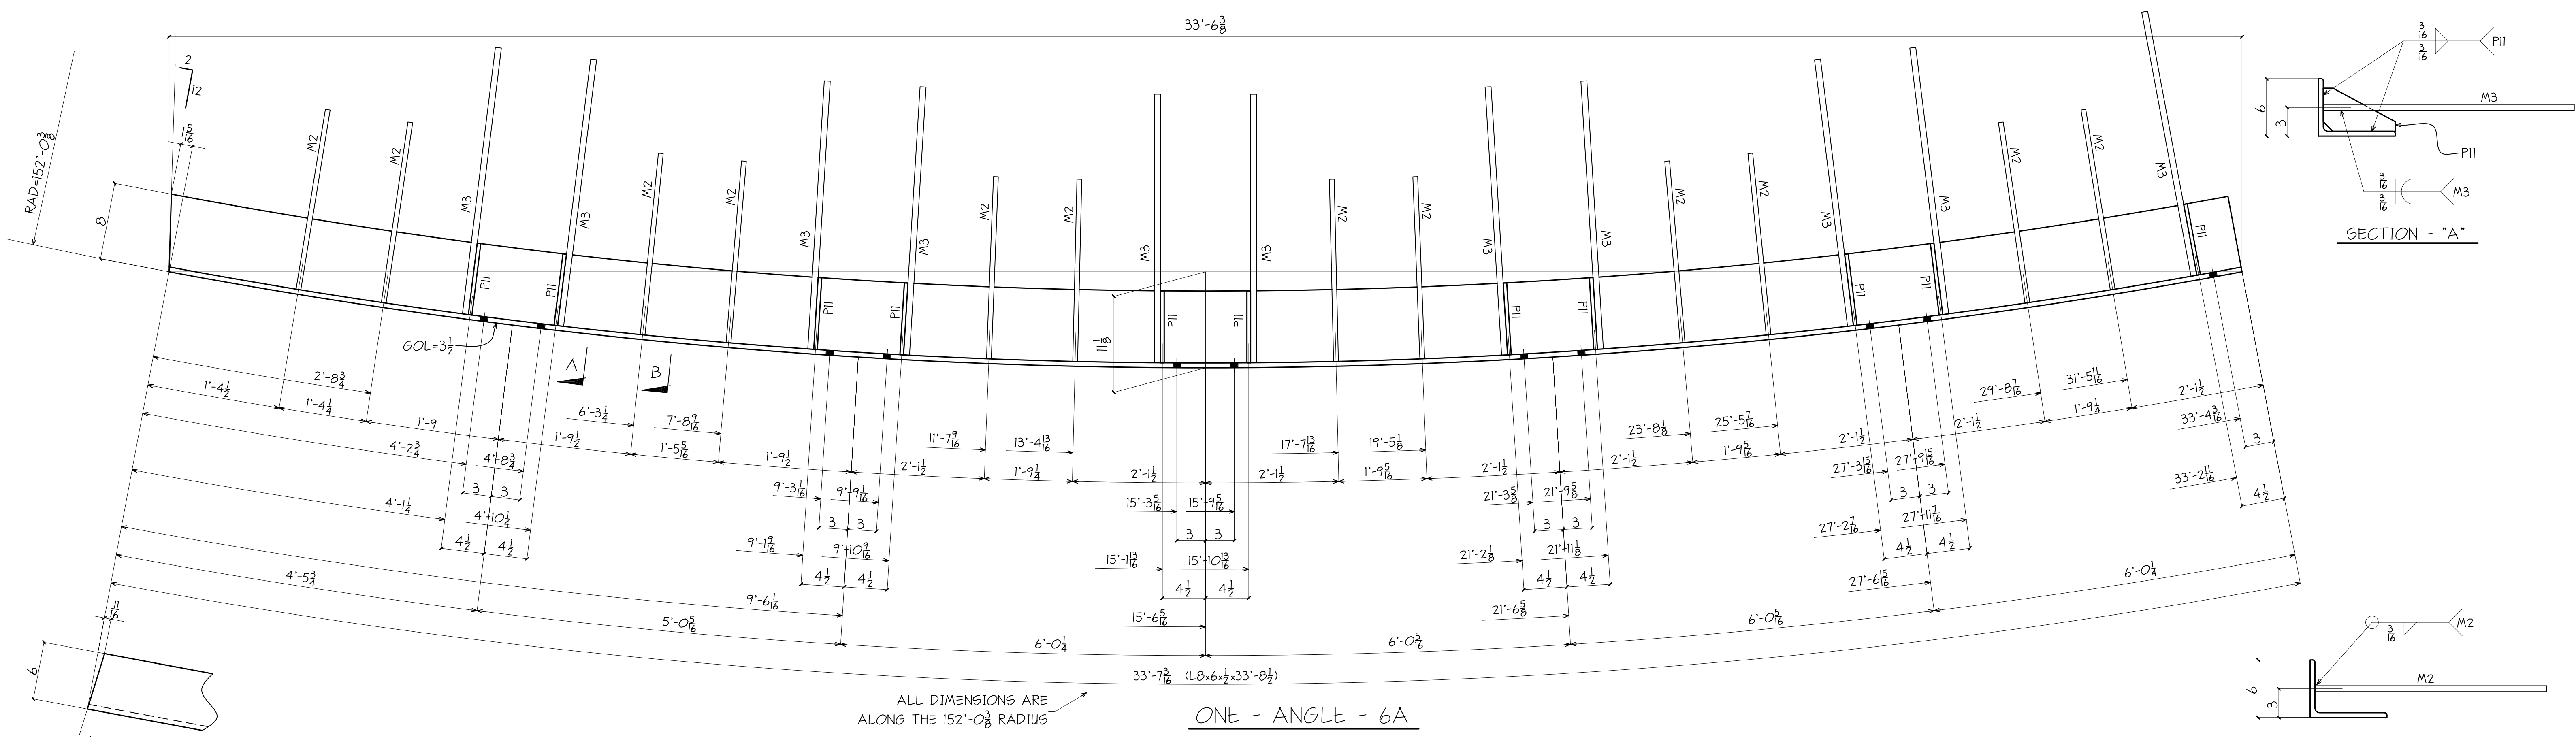 33'-6 3/8
RAD=152'-0 3/8
2
12
1 5/16
8
M2
M2
M3
M3
M2
M2
M3
M3
M2
M2
M3
M3
M2
M2
M3
M3
M2
M2
M3
M3
M2
M2
M3
P11
P11
P11
P11
P11
P11
P11
P11
P11
P11
P11
GOL=3 1/2
A
B
11 1/8
2'-8 3/4
1'-4 1/2
1'-4 1/4
1'-9
1'-9 1/2
6'-3 1/4
7'-8 9/16
1'-5 5/16
1'-9 1/2
2'-1 1/2
11'-7 9/16
13'-4 13/16
1'-9 1/4
2'-1 1/2
2'-1 1/2
17'-7 13/16
19'-5 1/8
1'-9 5/16
2'-1 1/2
2'-1 1/2
23'-8 1/8
25'-5 7/16
1'-9 5/16
2'-1 1/2
2'-1 1/2
29'-8 7/16
31'-5 11/16
1'-9 1/4
2'-1 1/2
4'-2 3/4
4'-8 3/4
3
3
9'-3 1/16
9'-9 1/16
3
3
15'-3 5/16
15'-9 5/16
3
3
21'-3 5/8
21'-9 5/8
3
3
27'-3 15/16
27'-9 15/16
3
3
33'-4 3/16
3
4'-1 1/4
4'-10 1/4
4 1/2
4 1/2
9'-1 9/16
9'-10 9/16
4 1/2
4 1/2
15'-1 13/16
15'-10 13/16
4 1/2
4 1/2
21'-2 1/8
21'-11 1/8
4 1/2
4 1/2
27'-2 7/16
27'-11 7/16
4 1/2
4 1/2
33'-2 11/16
4 1/2
9'-6 1/16
15'-6 5/16
21'-6 5/8
27'-6 15/16
4'-5 3/4
5'-0 5/16
6'-0 1/4
6'-0 5/16
6'-0 5/16
6'-0 1/4
33'-7 3/16 (L8x6x1/2x33'-8 1/2)
11/16
6
ALL DIMENSIONS ARE
ALONG THE 152'-0 3/8 RADIUS
ONE - ANGLE - 6A
3/16
3/16
P11
6
3
M3
P11
3/16
3/16
M3
SECTION - "A"
3/16
M2
6
3
M2